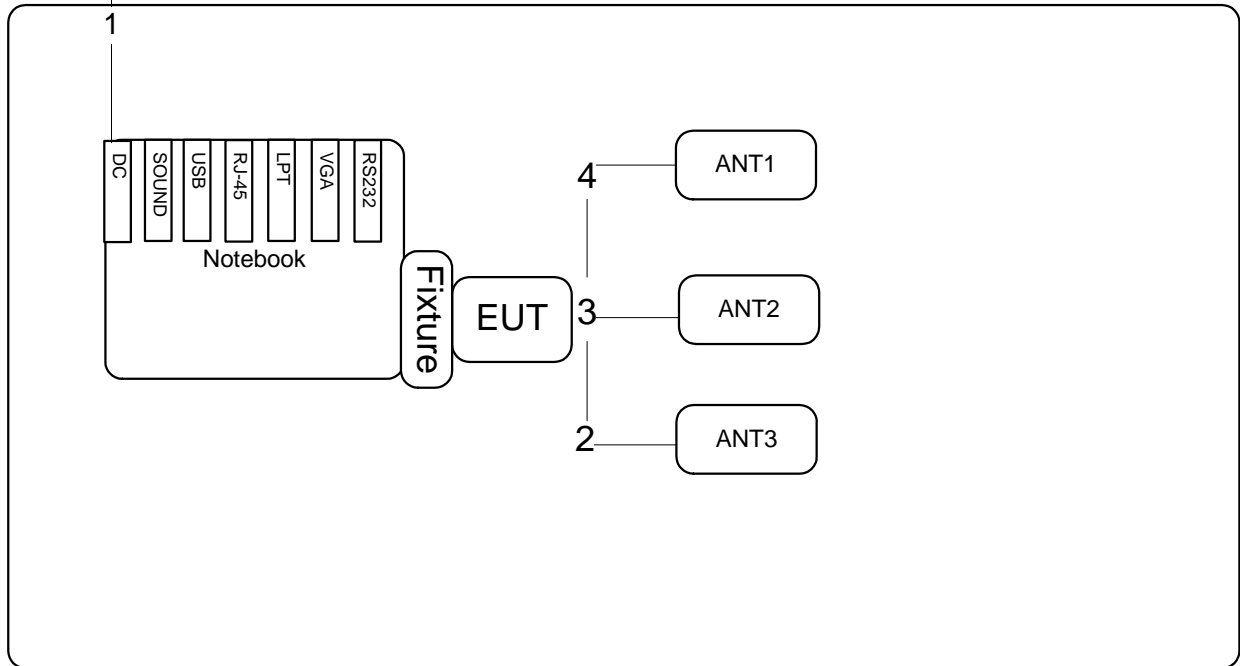 1
DC
SOUND
USB
RJ-45
LPT
VGA
RS232
Notebook
Fixture
EUT
4
ANT1
3
ANT2
2
ANT3